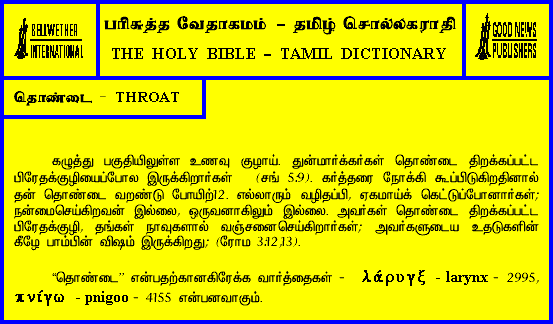 BELLWETHER
INTERNATIONAL
பரிசுத்த வேதாகமம் – தமிழ் சொல்லகராதி
THE HOLY BIBLE – TAMIL DICTIONARY
GOOD NEWS
PUBLISHERS
தொண்டை - THROAT
கழுத்து பகுதியிலுள்ள உணவு குழாய். துன்மார்க்கர்கள் தொண்டை திறக்கப்பட்ட
பிரேதக்குழியைப்போல இருக்கிறார்கள் (சங் 5:9). கர்த்தரை நோக்கி கூப்பிடுகிறதினால்
தன் தொண்டை வறண்டு போயிற்12. எல்லாரும் வழிதப்பி, ஏகமாய்க் கெட்டுப்போனார்கள்;
நன்மைசெய்கிறவன் இல்லை, ஒருவனாகிலும் இல்லை. அவர்கள் தொண்டை திறக்கப்பட்ட
பிரேதக்குழி, தங்கள் நாவுகளால் வஞ்சனைசெய்கிறார்கள்; அவர்களுடைய உதடுகளின்
கீழே பாம்பின் விஷம் இருக்கிறது; (ரோம 3:12,13).
“தொண்டை” என்பதற்கானகிரேக்க வார்த்தைகள் - λάρυγξ - larynx - 2995,
πνίγω - pnigoo - 4155 என்பனவாகும்.